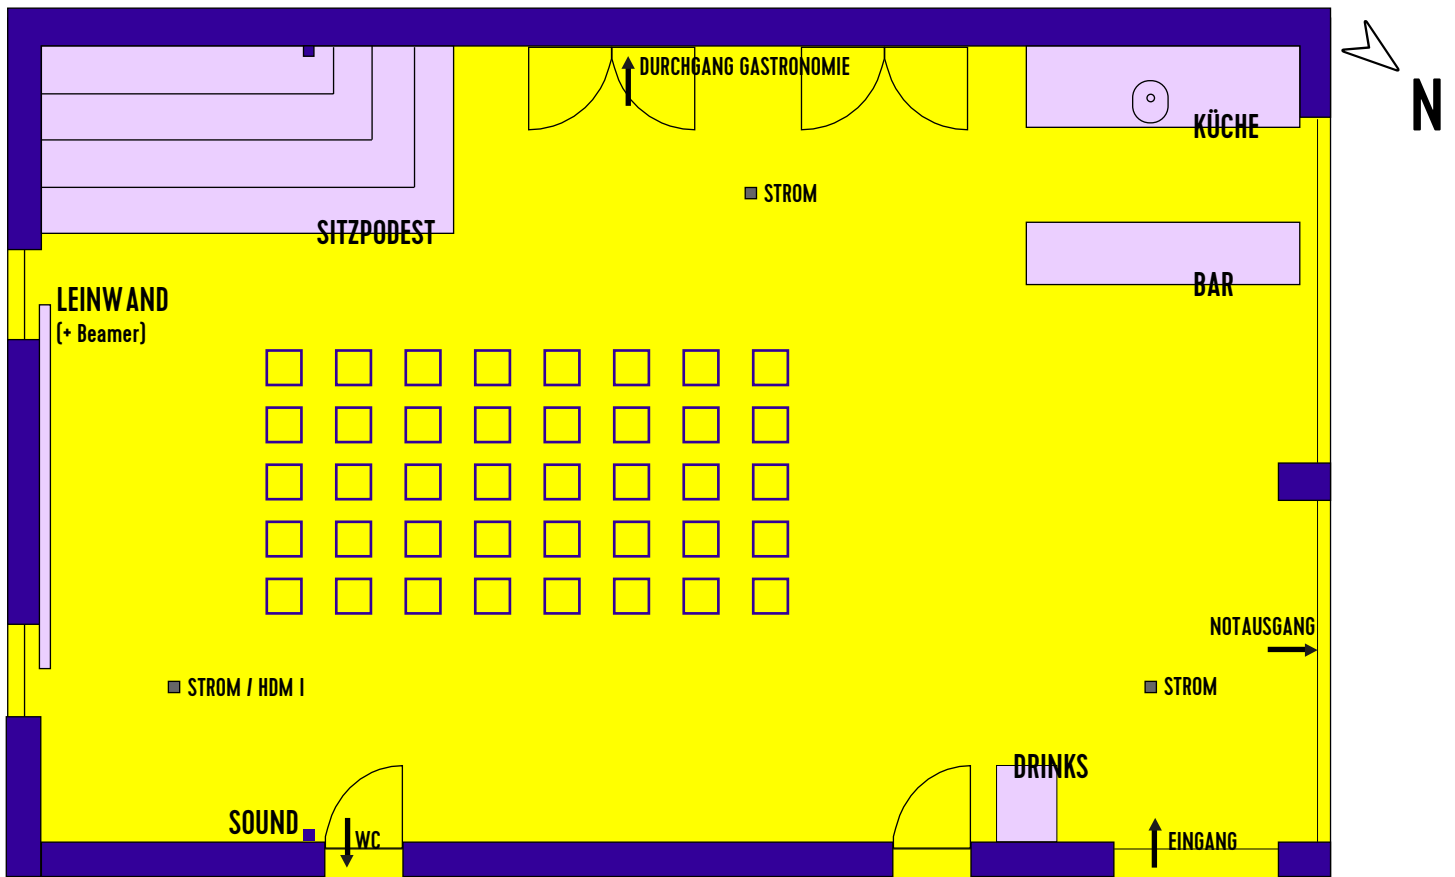 DURCHGANG GASTRONOMIE
N
KÜCHE
STROM
SITZPODEST
BAR
LEINWAND
(+ Beamer)
NOTAUSGANG
STROM / HDMI
STROM
DRINKS
SOUND
WC
EINGANG